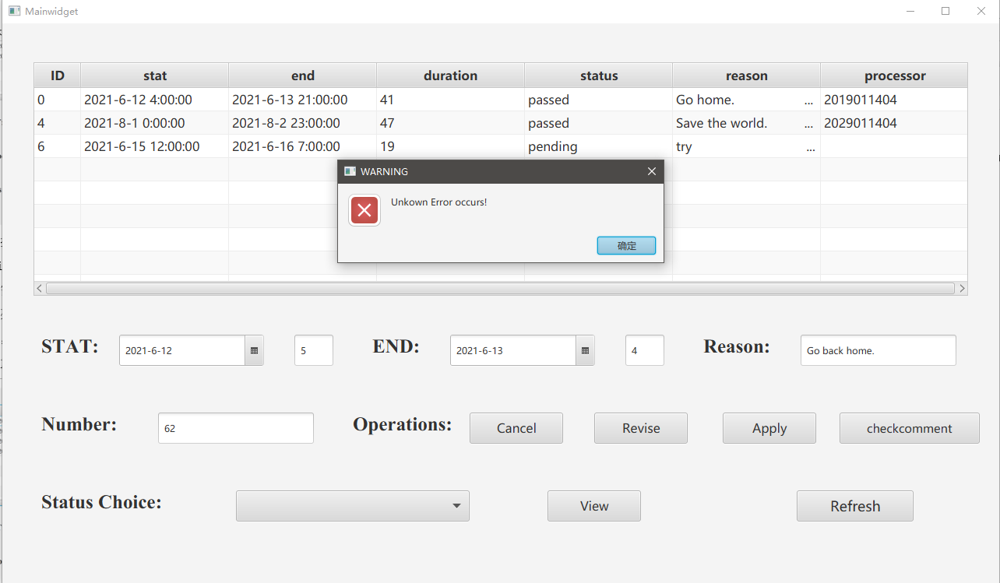 Mainwidget
ID stat end duration status reason processor
0 2021-6-12 4:00:00 2021-6-13 21:00:00 41 passed Go home. ... 2019011404
4 2021-8-1 0:00:00 2021-8-2 23:00:00 47 passed Save the world. ... 2029011404
6 2021-6-15 12:00:00 2021-6-16 7:00:00 19 pending try ...
WARNING
Unkown Error occurs!
确定
STAT: 2021-6-12 5 END: 2021-6-13 4 Reason: Go back home.
Number: 62 Operations: Cancel Revise Apply checkcomment
Status Choice: View Refresh